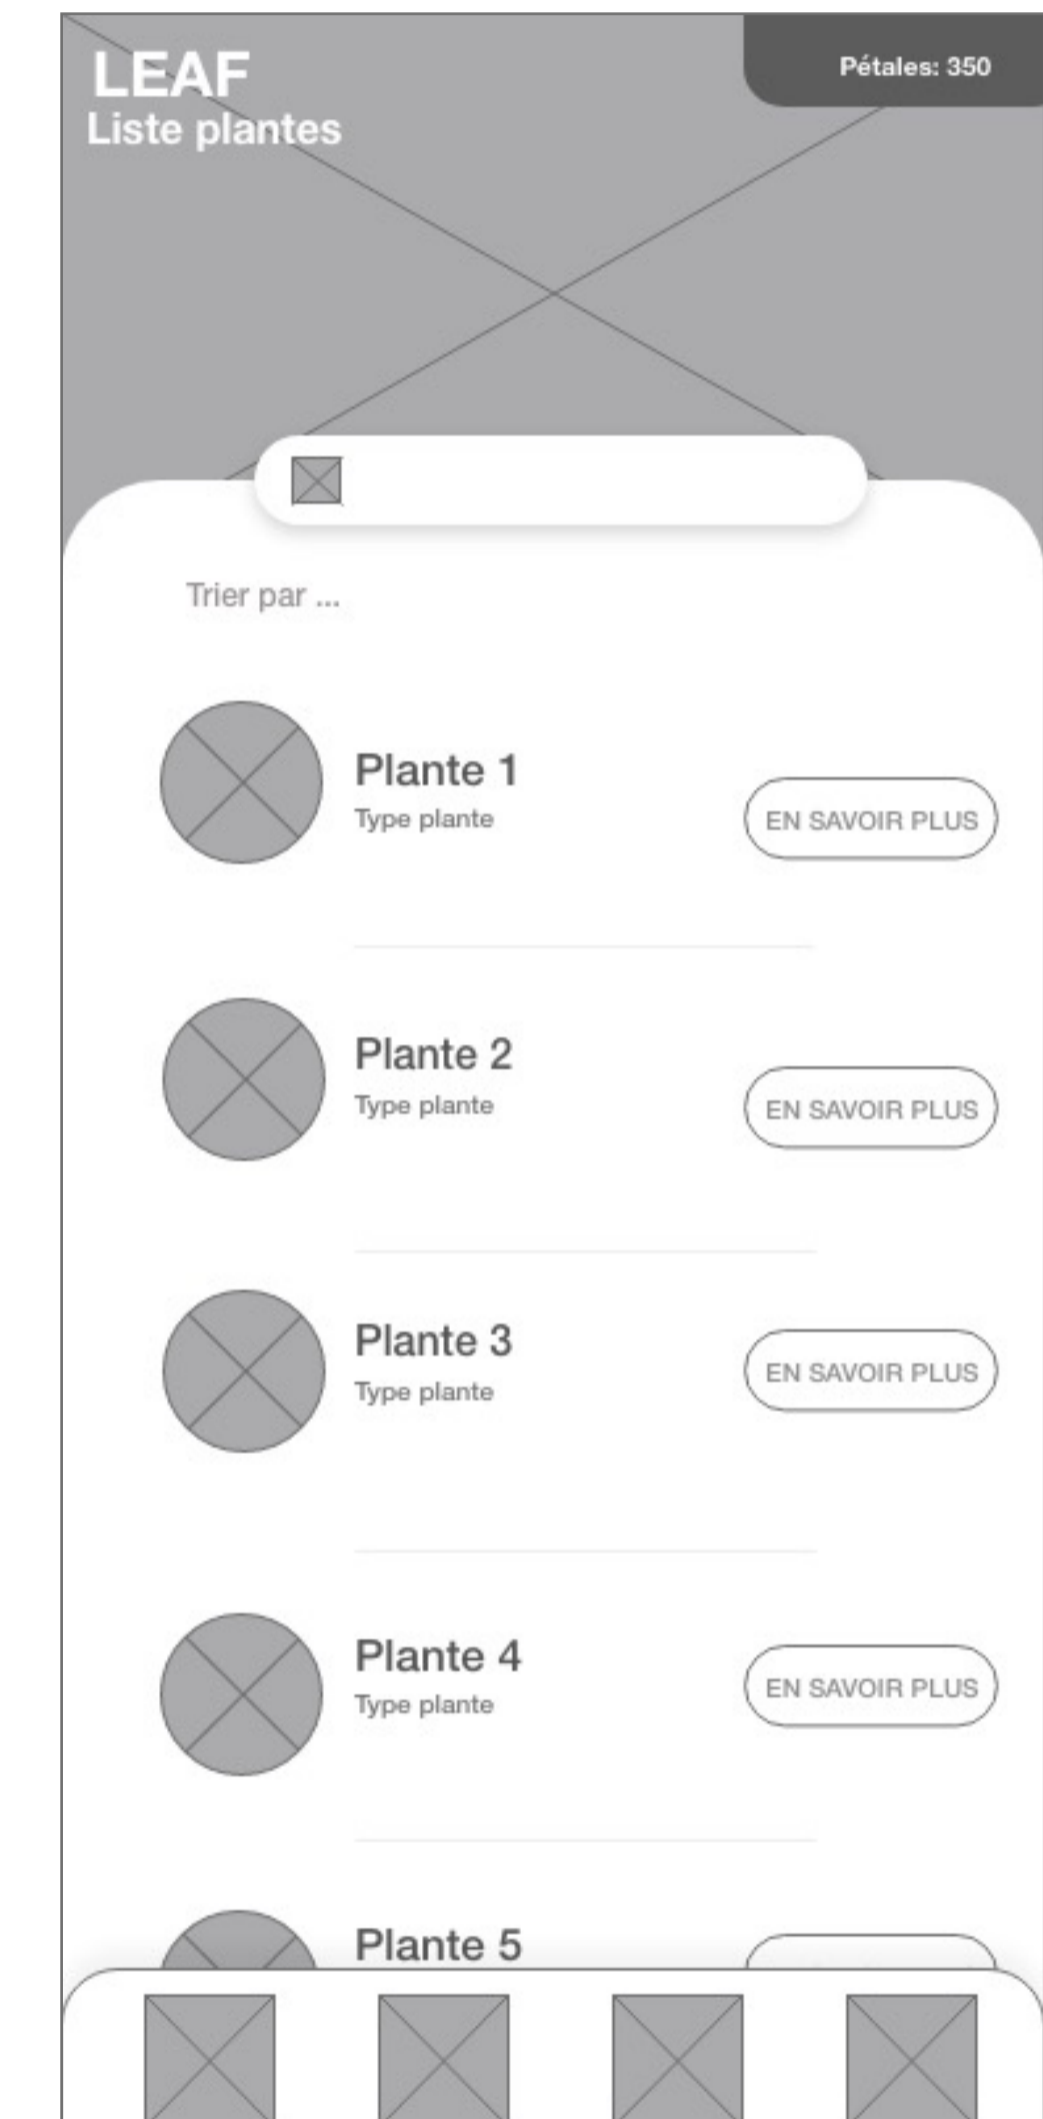 LEAF
Pétales: 350
Liste plantes
Trier par ...
Plante 1
Type plante
EN SAVOIR PLUS
Plante 2
Type plante
EN SAVOIR PLUS
Plante 3
Type plante
EN SAVOIR PLUS
Plante 4
Type plante
EN SAVOIR PLUS
Plante 5